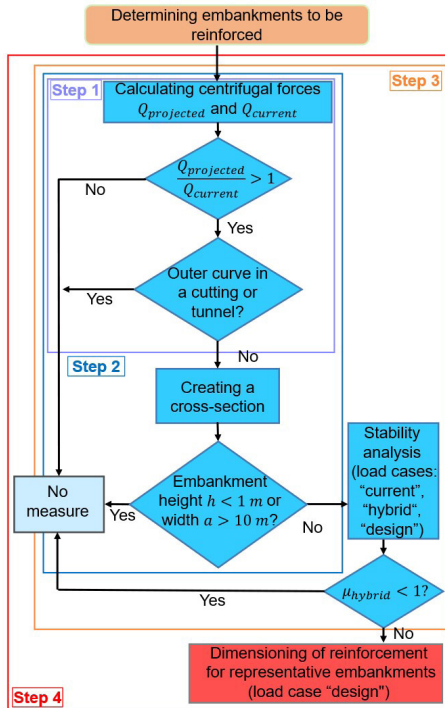 Determining embankments to be
reinforced
Step 3
Step 1
Calculating centrifugal forces
Q_projected and Q_current
Q_projected / Q_current > 1
No
Yes
Outer curve in
a cutting or
tunnel?
Yes
No
Step 2
Creating a
cross-section
Stability
analysis
(load cases:
“current”,
“hybrid“,
“design”)
Embankment
height h < 1 m or
width a > 10 m?
No
measure
Yes
No
μ_hybrid < 1?
Yes
No
Dimensioning of reinforcement
for representative embankments
(load case “design”)
Step 4